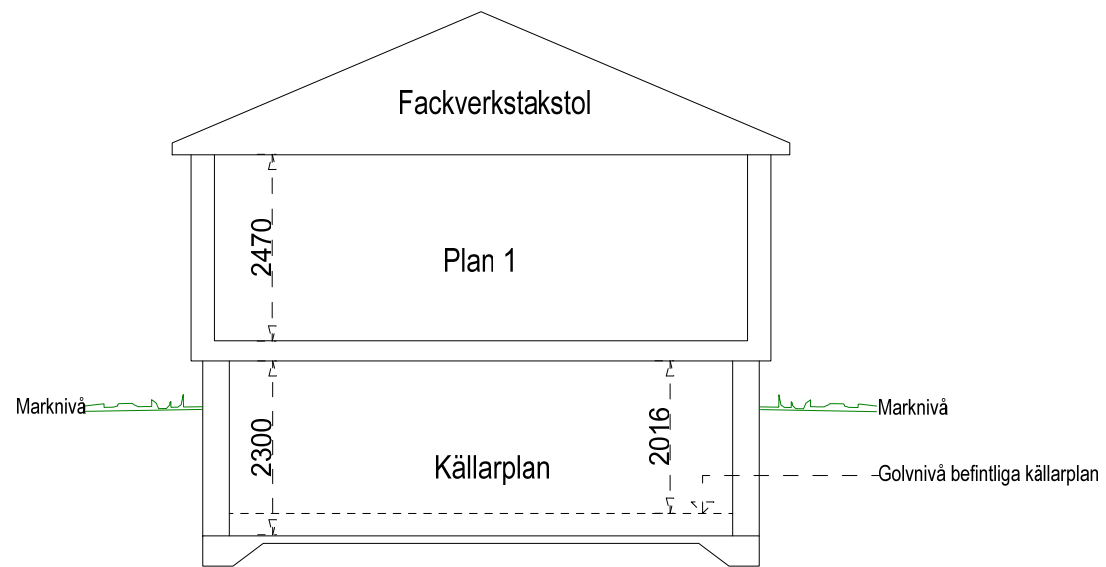 Fackverkstakstol
2470
Plan 1
Marknivå
Marknivå
2300
2016
Källarplan
Golvnivå befintliga källarplan